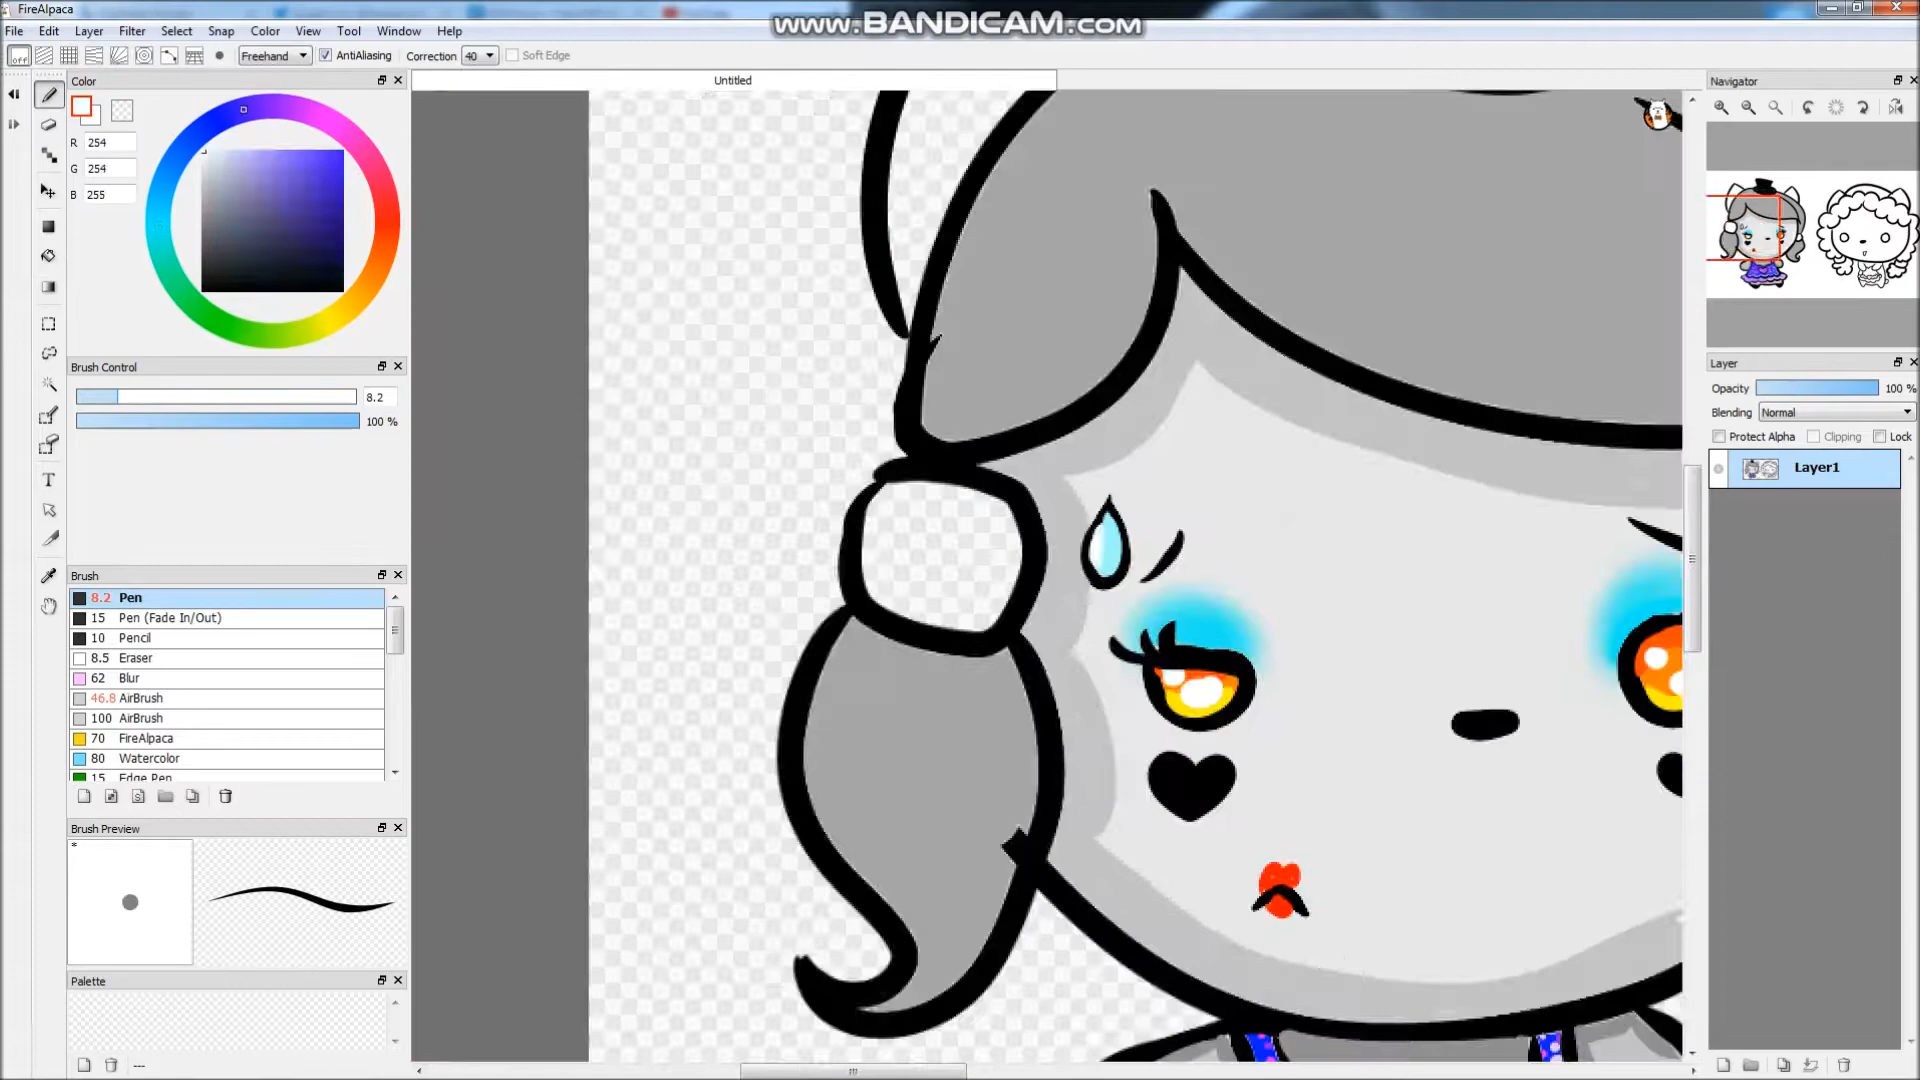 FireAlpaca
www.BANDICAM.com
File Edit Layer Filter Select Snap Color View Tool Window Help
off Freehand AntiAliasing Correction 40 Soft Edge
Color
Untitled
Navigator
R 254
G 254
B 255
Brush Control
8.2
100 %
Layer
Opacity 100 %
Blending Normal
Protect Alpha Clipping Lock
Layer1
Brush
8.2 Pen
15 Pen (Fade In/Out)
10 Pencil
8.5 Eraser
62 Blur
46.8 AirBrush
100 AirBrush
70 FireAlpaca
80 Watercolor
15 Edge Pen
Brush Preview
*
Palette
---